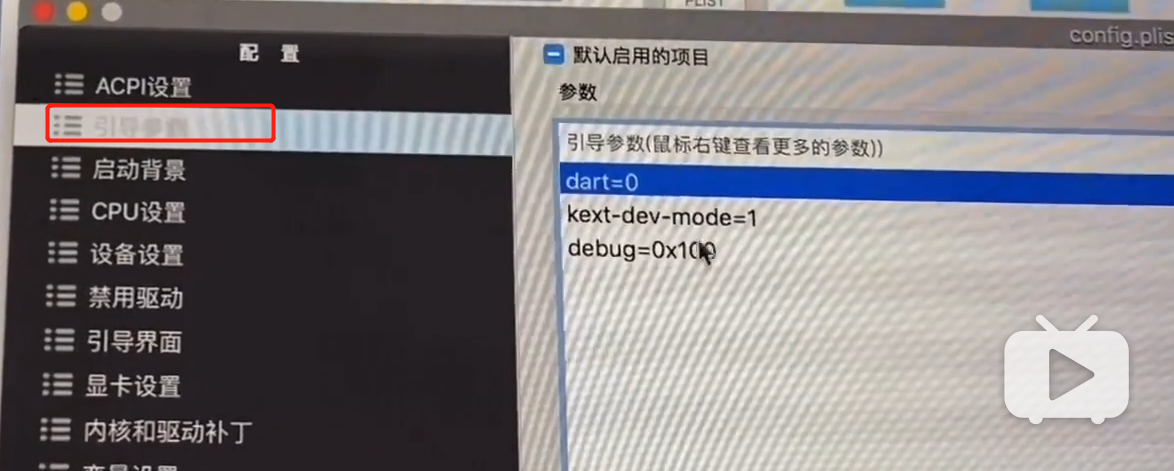 PLIST
config.plis
配 置
ACPI设置
引导参数
启动背景
CPU设置
设备设置
禁用驱动
引导界面
显卡设置
内核和驱动补丁
变量设置
默认启用的项目
参数
引导参数(鼠标右键查看更多的参数))
dart=0
kext-dev-mode=1
debug=0x100